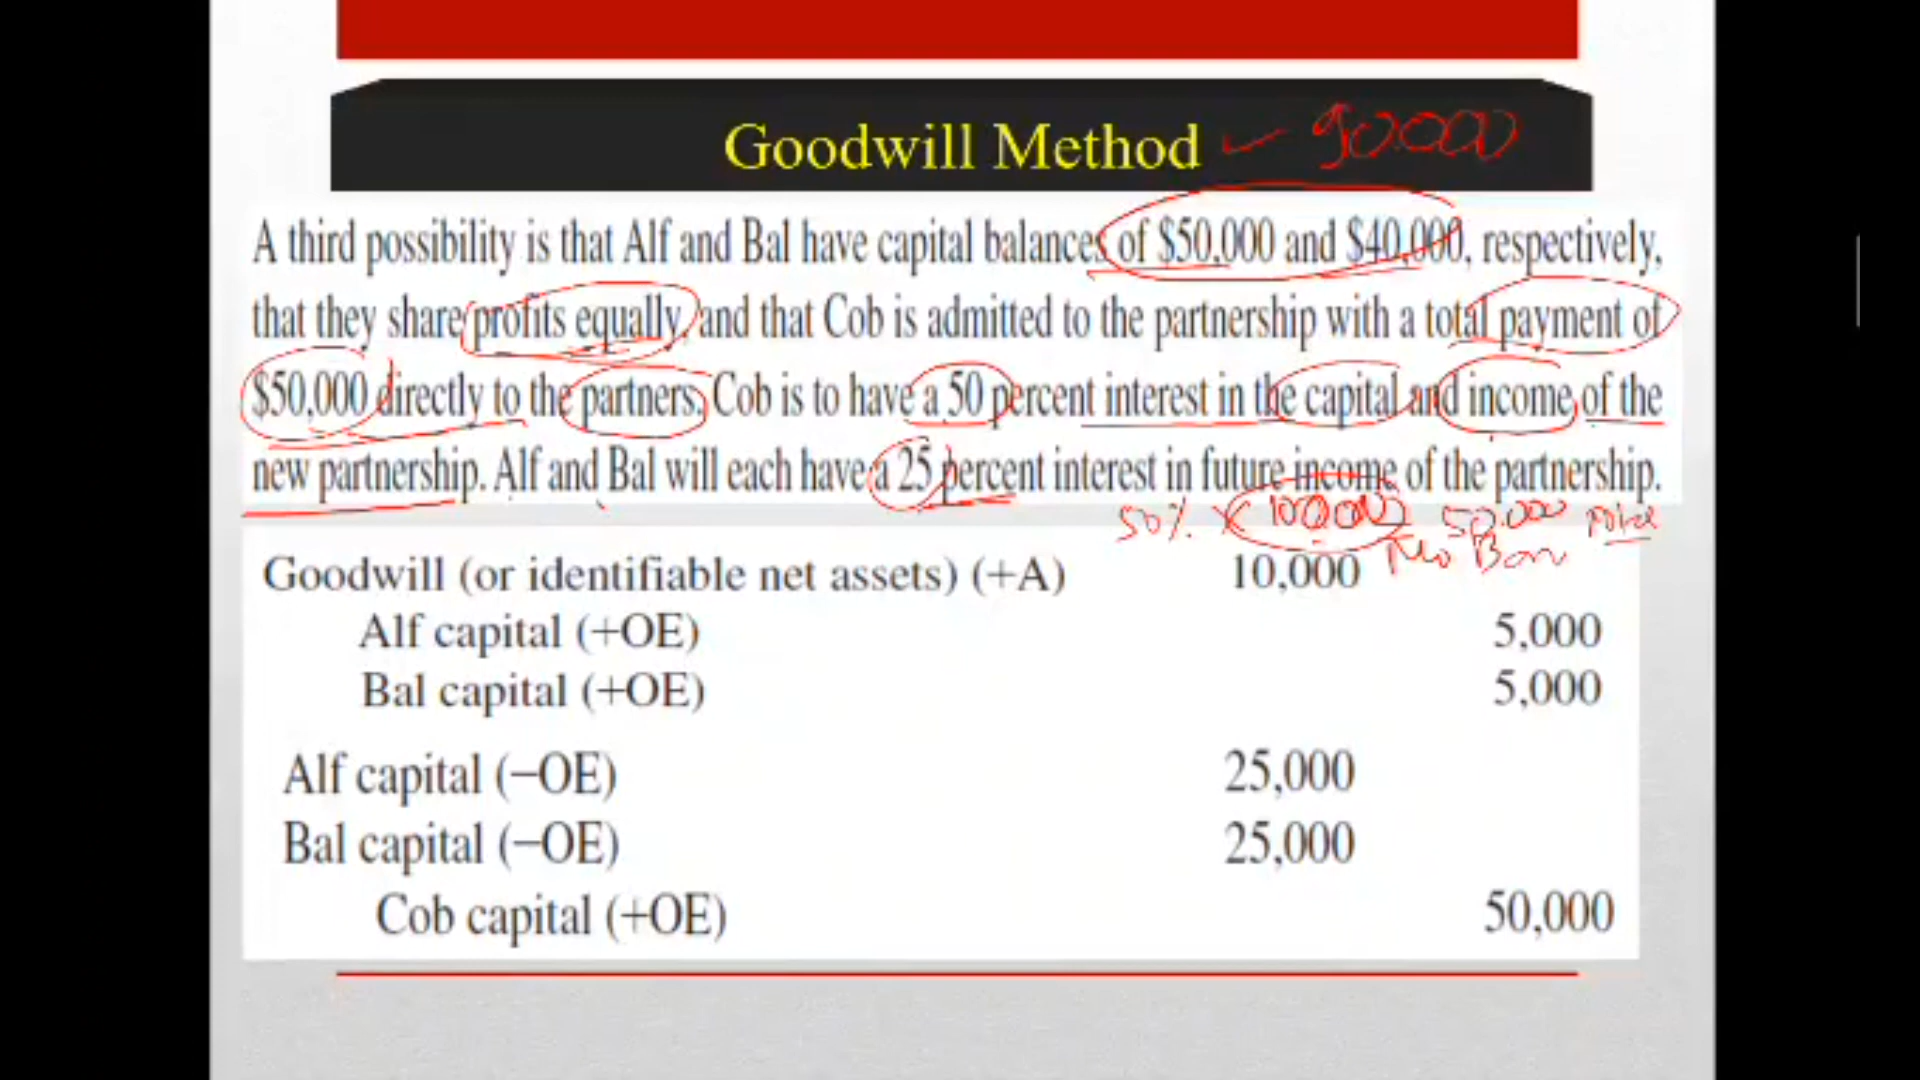 Goodwill Method 90.000
A third possibility is that Alf and Bal have capital balances of $50,000 and $40,000, respectively,
that they share profits equally, and that Cob is admitted to the partnership with a total payment of
$50,000 directly to the partners. Cob is to have a 50 percent interest in the capital and income of the
new partnership. Alf and Bal will each have a 25 percent interest in future income of the partnership.
50% x 100000 50.000
Goodwill (or identifiable net assets) (+A) 10,000
Alf capital (+OE) 5,000
Bal capital (+OE) 5,000
Alf capital (−OE) 25,000
Bal capital (−OE) 25,000
Cob capital (+OE) 50,000